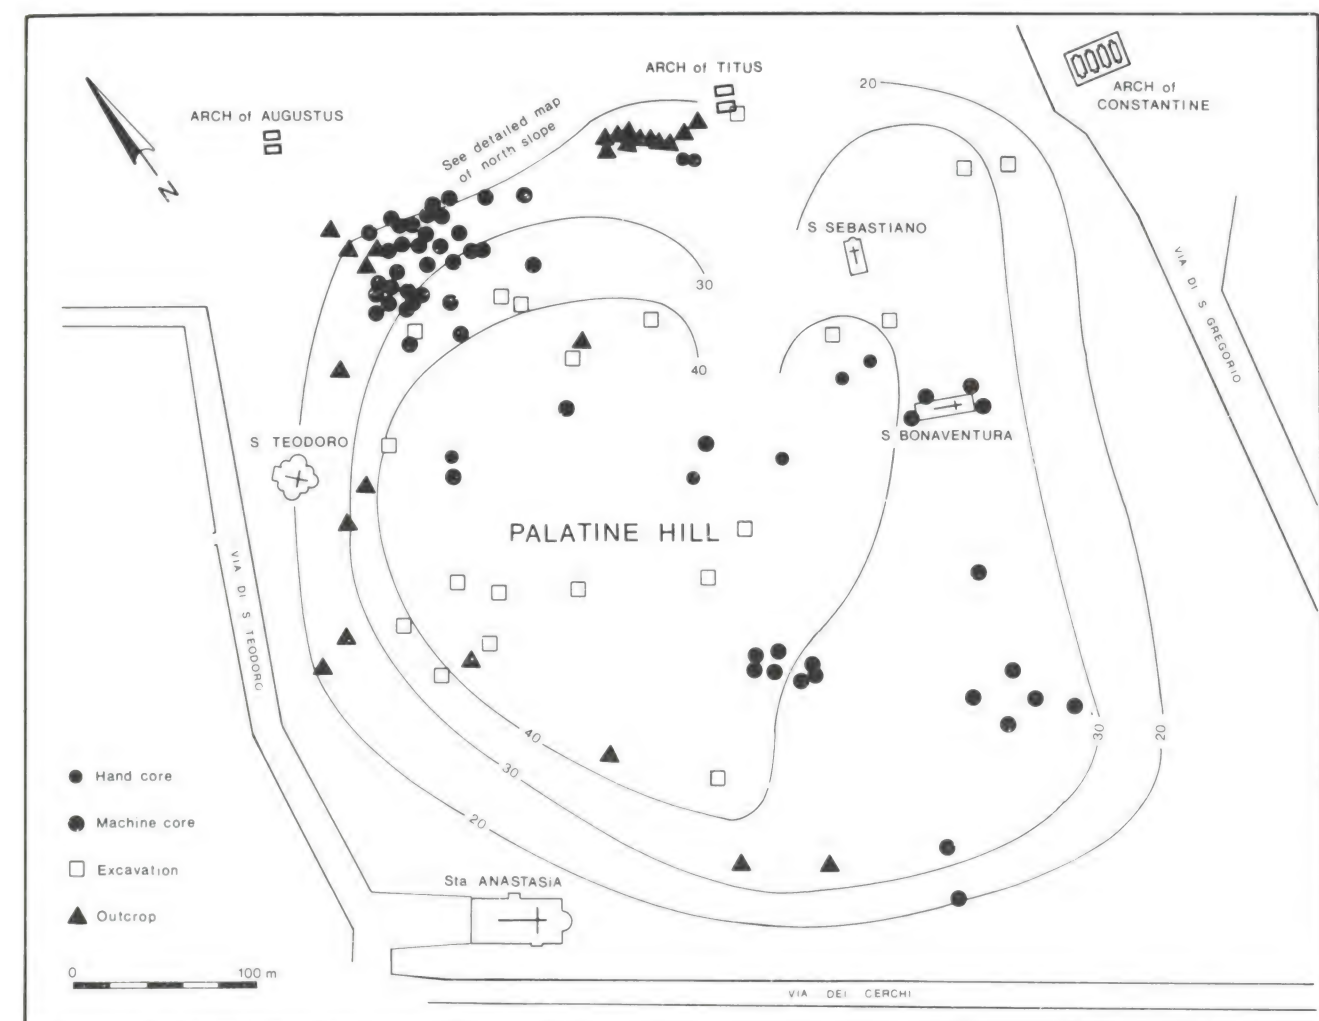 ARCH of TITUS
20
ARCH of
CONSTANTINE
ARCH of AUGUSTUS
See detailed map
of north slope
N
S SEBASTIANO
30
VIA DI S GREGORIO
40
S TEODORO
S BONAVENTURA
PALATINE HILL
VIA DI S TEODORO
40
30
20
30
20
Hand core
Machine core
Excavation
Outcrop
Sta ANASTASIA
0 100 m
VIA DEI CERCHI